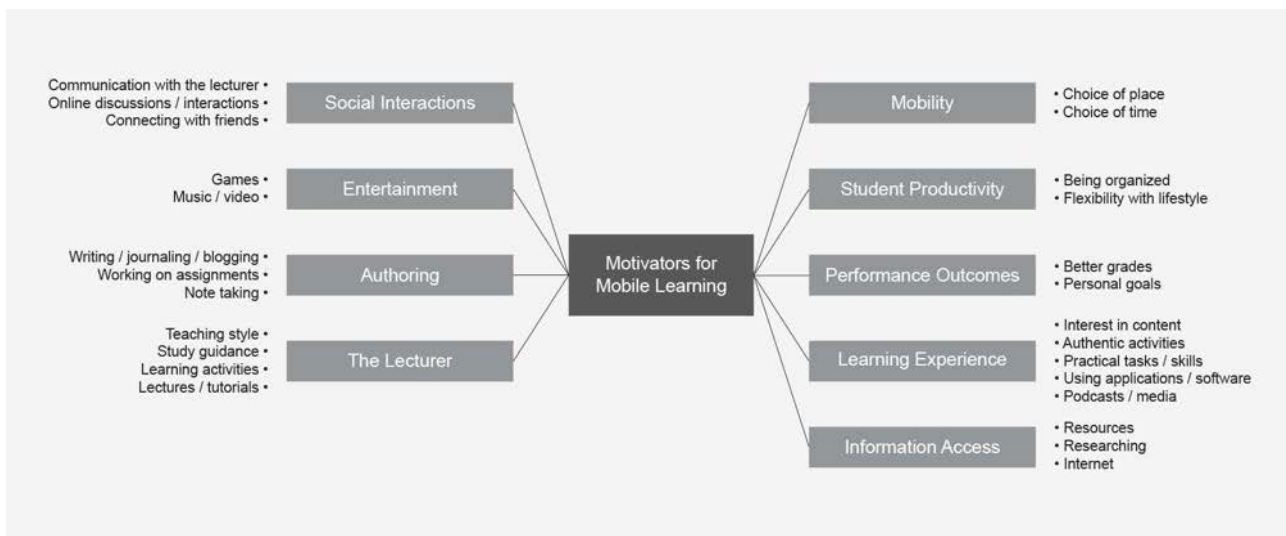 Communication with the lecturer •
Online discussions / interactions •
Connecting with friends •
Social Interactions
Games •
Music / video •
Entertainment
Writing / journaling / blogging •
Working on assignments •
Note taking •
Authoring
Teaching style •
Study guidance •
Learning activities •
Lectures / tutorials •
The Lecturer
Motivators for
Mobile Learning
Mobility
• Choice of place
• Choice of time
Student Productivity
• Being organized
• Flexibility with lifestyle
Performance Outcomes
• Better grades
• Personal goals
Learning Experience
• Interest in content
• Authentic activities
• Practical tasks / skills
• Using applications / software
• Podcasts / media
Information Access
• Resources
• Researching
• Internet